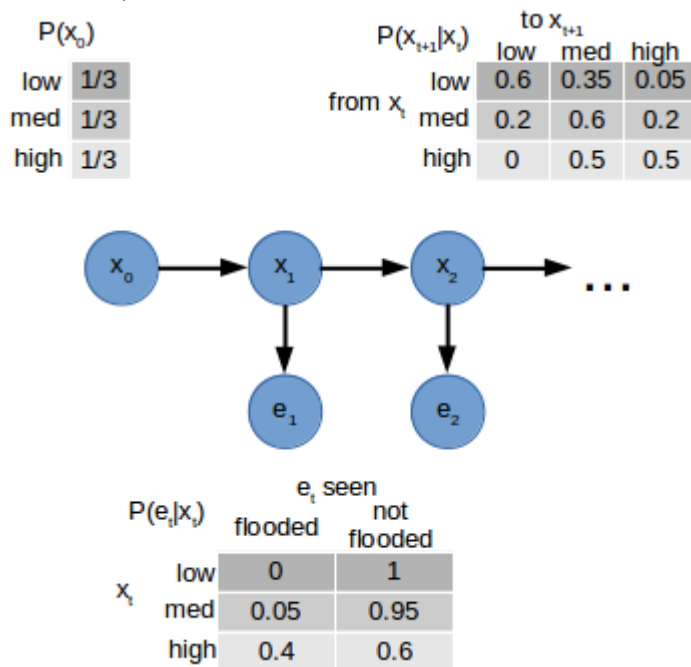 P(x₀)
low 1/3
med 1/3
high 1/3
P(xₜ₊₁|xₜ) to xₜ₊₁
low med high
from xₜ
low 0.6 0.35 0.05
med 0.2 0.6 0.2
high 0 0.5 0.5
x₀ x₁ x₂ ...
e₁ e₂
P(eₜ|xₜ) eₜ seen
flooded not flooded
xₜ
low 0 1
med 0.05 0.95
high 0.4 0.6